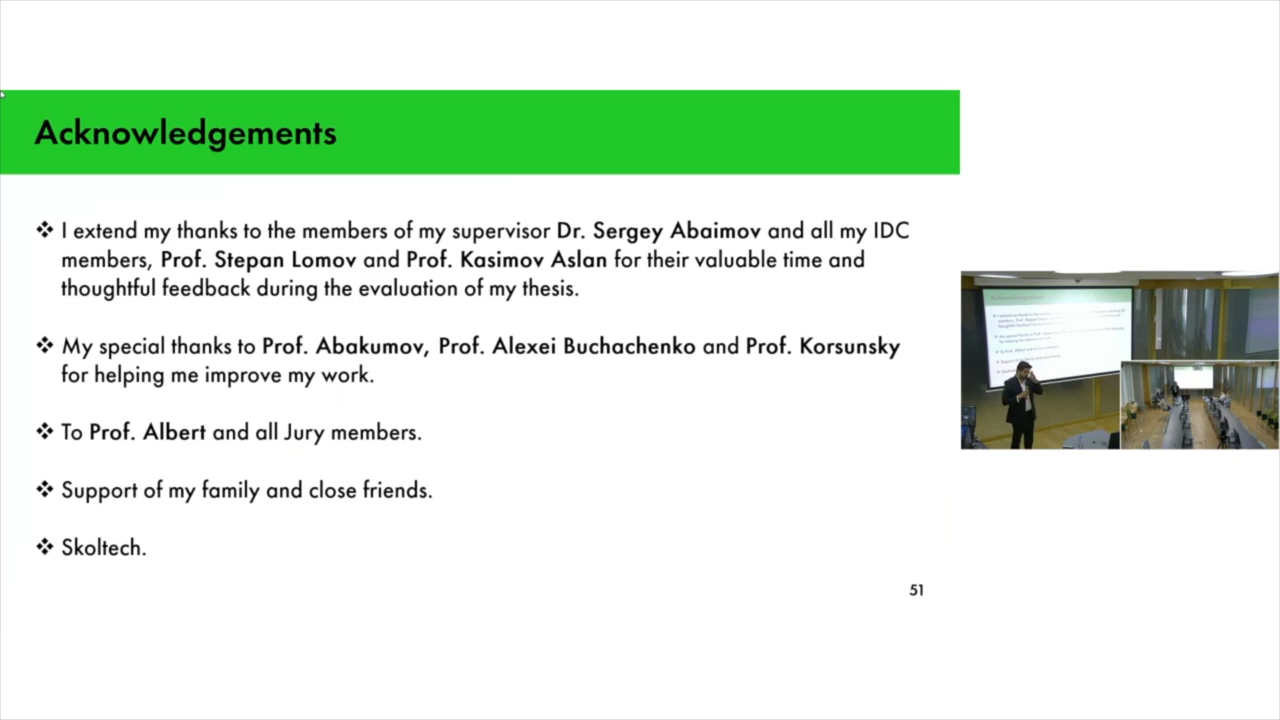 Acknowledgements
❖ I extend my thanks to the members of my supervisor Dr. Sergey Abaimov and all my IDC
members, Prof. Stepan Lomov and Prof. Kasimov Aslan for their valuable time and
thoughtful feedback during the evaluation of my thesis.
❖ My special thanks to Prof. Abakumov, Prof. Alexei Buchachenko and Prof. Korsunsky
for helping me improve my work.
❖ To Prof. Albert and all Jury members.
❖ Support of my family and close friends.
❖ Skoltech.
51